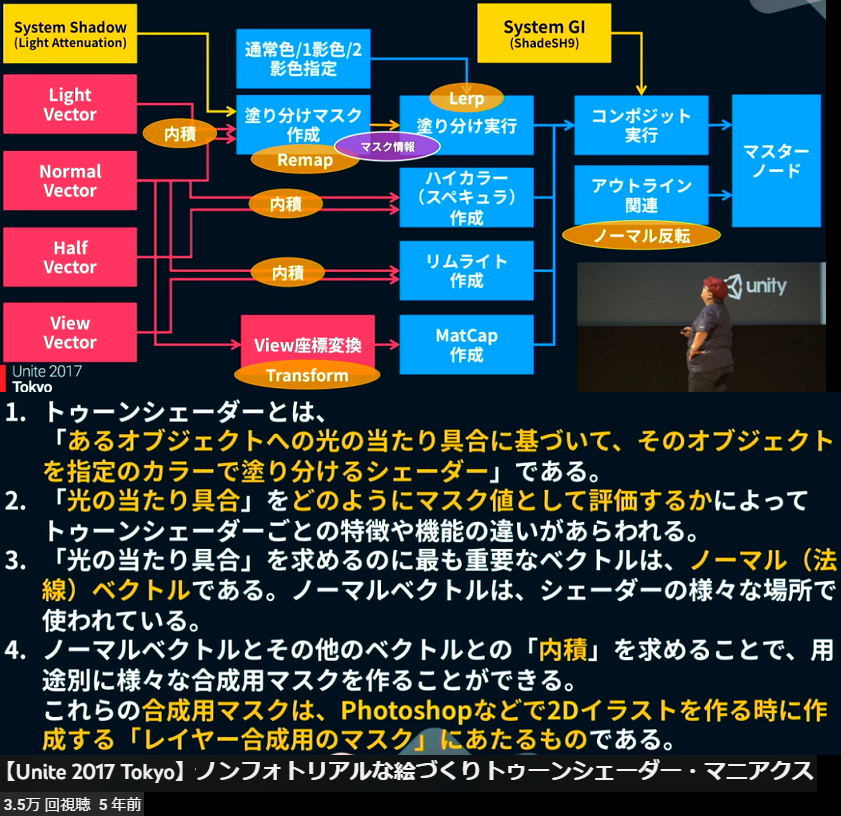 System Shadow
(Light Attenuation)
System GI
(ShadeSH9)
通常色/1影色/2
影色指定
Light
Vector
Lerp
内積
塗り分けマスク
作成
塗り分け実行
コンポジット
実行
マスター
ノード
Remap
マスク情報
Normal
Vector
内積
ハイカラー
(スペキュラ)
作成
アウトライン
関連
ノーマル反転
Half
Vector
内積
リムライト
作成
unity
View
Vector
View座標変換
MatCap
作成
Transform
Unite 2017
Tokyo
1. トゥーンシェーダーとは、
「あるオブジェクトへの光の当たり具合に基づいて、そのオブジェクト
を指定のカラーで塗り分けるシェーダー」である。
2. 「光の当たり具合」をどのようにマスク値として評価するかによって
トゥーンシェーダーごとの特徴や機能の違いがあらわれる。
3. 「光の当たり具合」を求めるのに最も重要なベクトルは、ノーマル（法
線）ベクトルである。ノーマルベクトルは、シェーダーの様々な場所で
使われている。
4. ノーマルベクトルとその他のベクトルとの「内積」を求めることで、用
途別に様々な合成用マスクを作ることができる。
これらの合成用マスクは、Photoshopなどで2Dイラストを作る時に作
成する「レイヤー合成用のマスク」にあたるものである。
【Unite 2017 Tokyo】ノンフォトリアルな絵づくりトゥーンシェーダー・マニアクス
3.5万 回視聴 5 年前